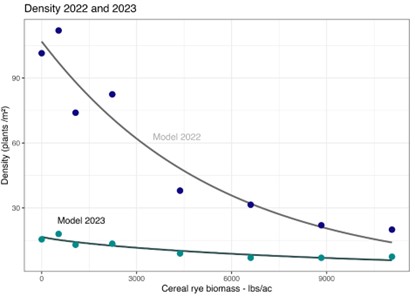 Density 2022 and 2023
Density (plants /m²)
90
60
30
Model 2022
Model 2023
0 3000 6000 9000
Cereal rye biomass - lbs/ac